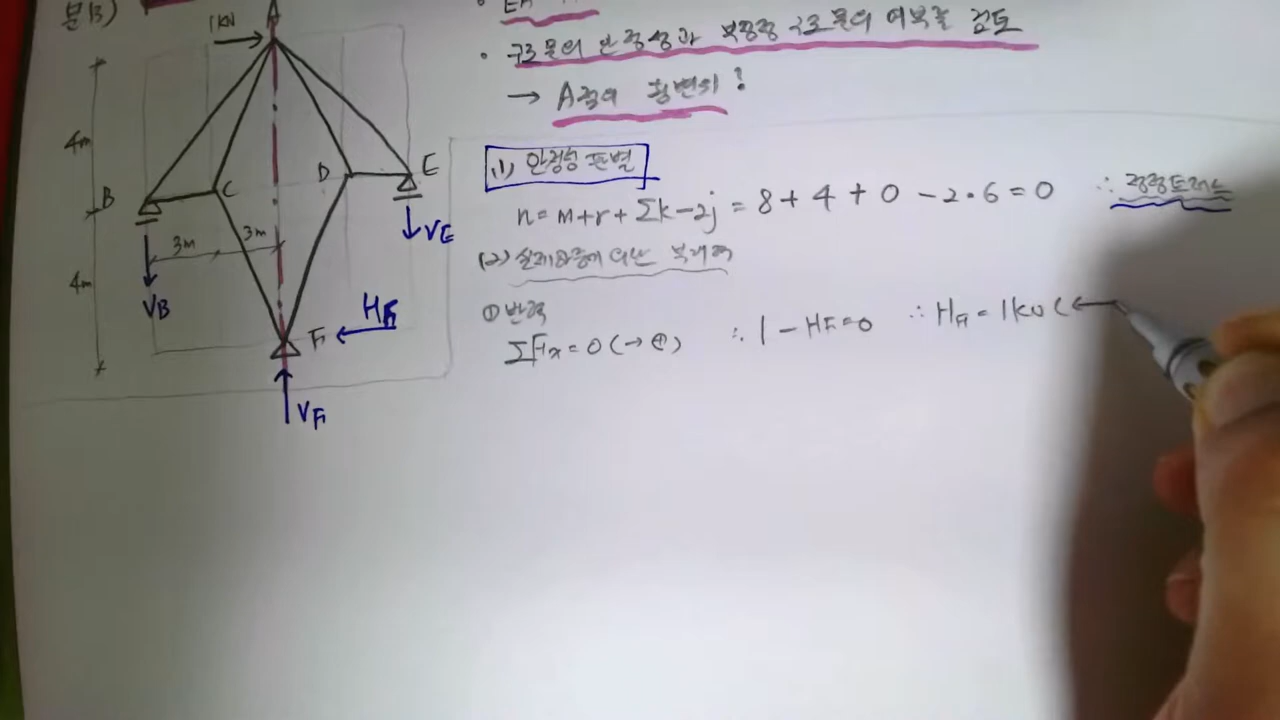 문13)
EA
• 구조물의 안정성과 부정정 구조물의 여부를 검토
→ A점의 횡변위!
1KN
A
4m
B
C
D
E
3m
3m
VE
4m
VB
HF
F
VF
(1) 안정성 판별
n = m+r+Σk-2j = 8+4+0-2·6=0 ∴ 정정트러스
(2) 실제하중에 의한 부재력
① 반력
ΣFx=0(→⊕) ∴ 1-HF=0 ∴ HF=1KN(←